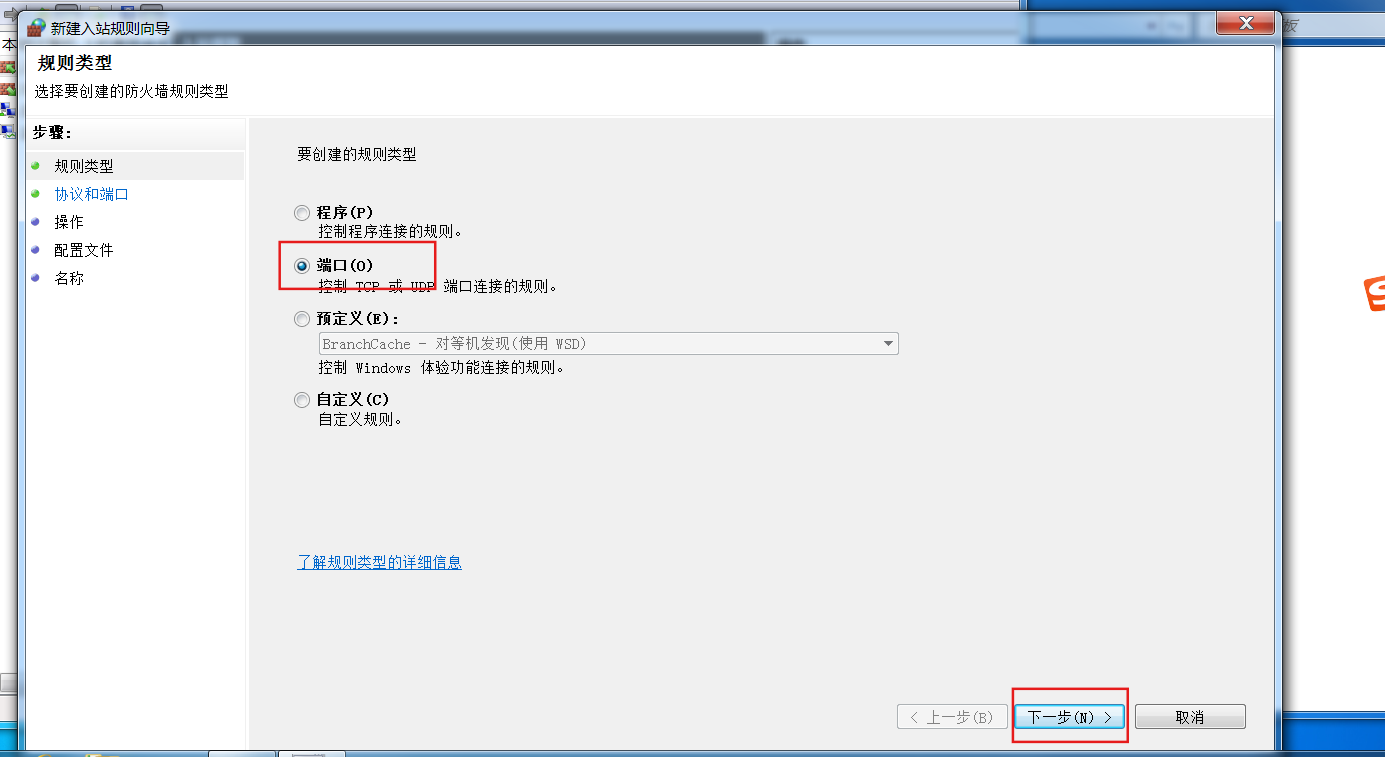 新建入站规则向导
板
本
规则类型
选择要创建的防火墙规则类型
步骤:
规则类型
协议和端口
操作
配置文件
名称
要创建的规则类型
程序(P)
控制程序连接的规则。
端口(O)
控制 TCP 或 UDP 端口连接的规则。
预定义(E):
BranchCache - 对等机发现(使用 WSD)
控制 Windows 体验功能连接的规则。
自定义(C)
自定义规则。
了解规则类型的详细信息
< 上一步(B)
下一步(N) >
取消